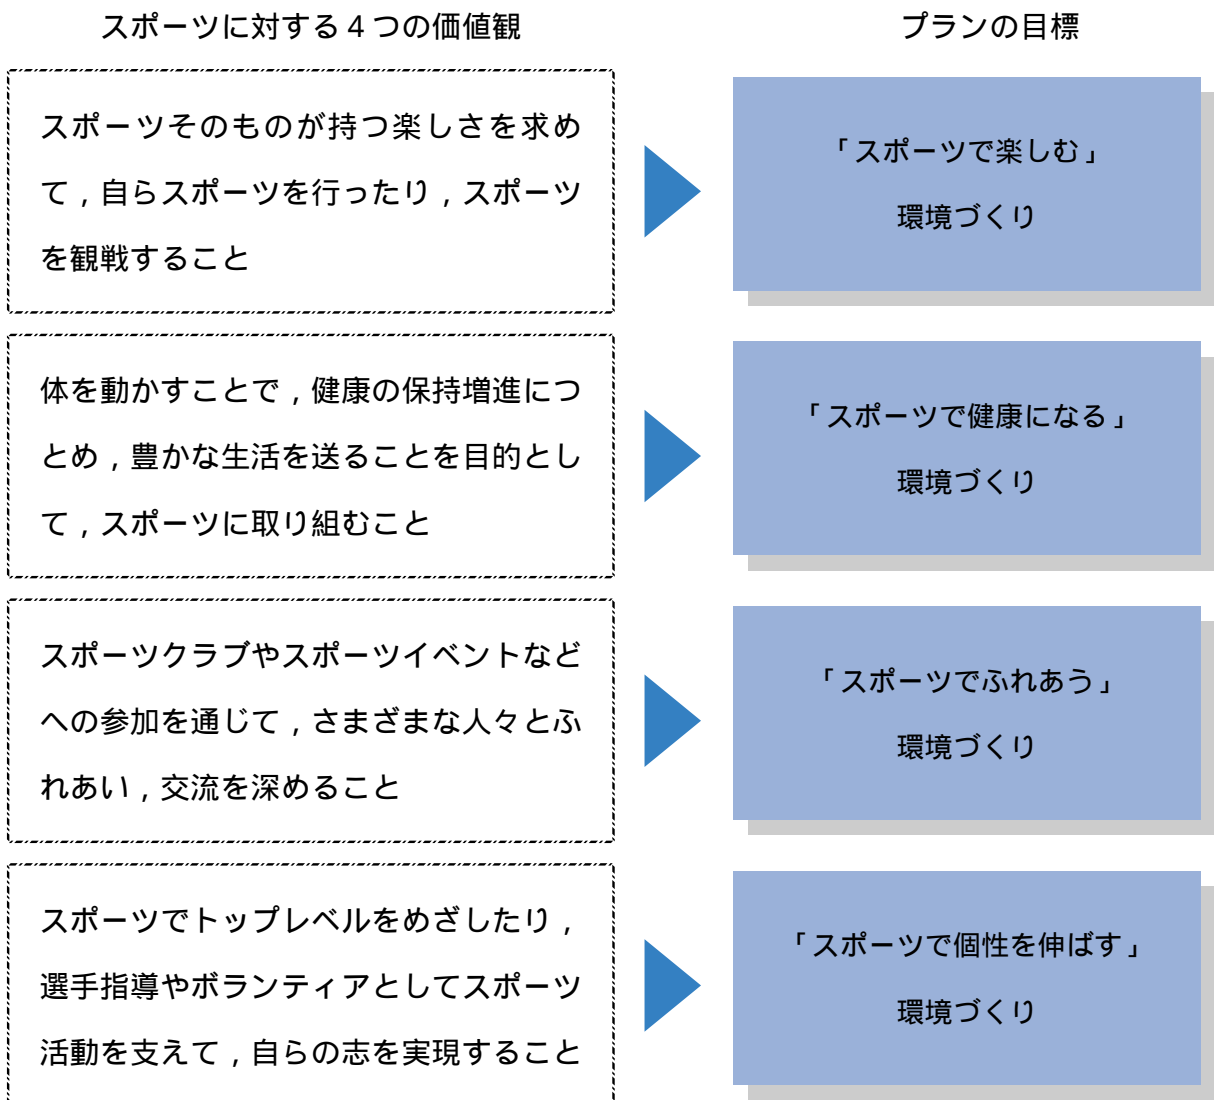 スポーツに対する４つの価値観
プランの目標
スポーツそのものが持つ楽しさを求め
て，自らスポーツを行ったり，スポーツ
を観戦すること
「スポーツで楽しむ」
環境づくり
体を動かすことで，健康の保持増進につ
とめ，豊かな生活を送ることを目的とし
て，スポーツに取り組むこと
「スポーツで健康になる」
環境づくり
スポーツクラブやスポーツイベントなど
への参加を通じて，さまざまな人々とふ
れあい，交流を深めること
「スポーツでふれあう」
環境づくり
スポーツでトップレベルをめざしたり，
選手指導やボランティアとしてスポーツ
活動を支えて，自らの志を実現すること
「スポーツで個性を伸ばす」
環境づくり